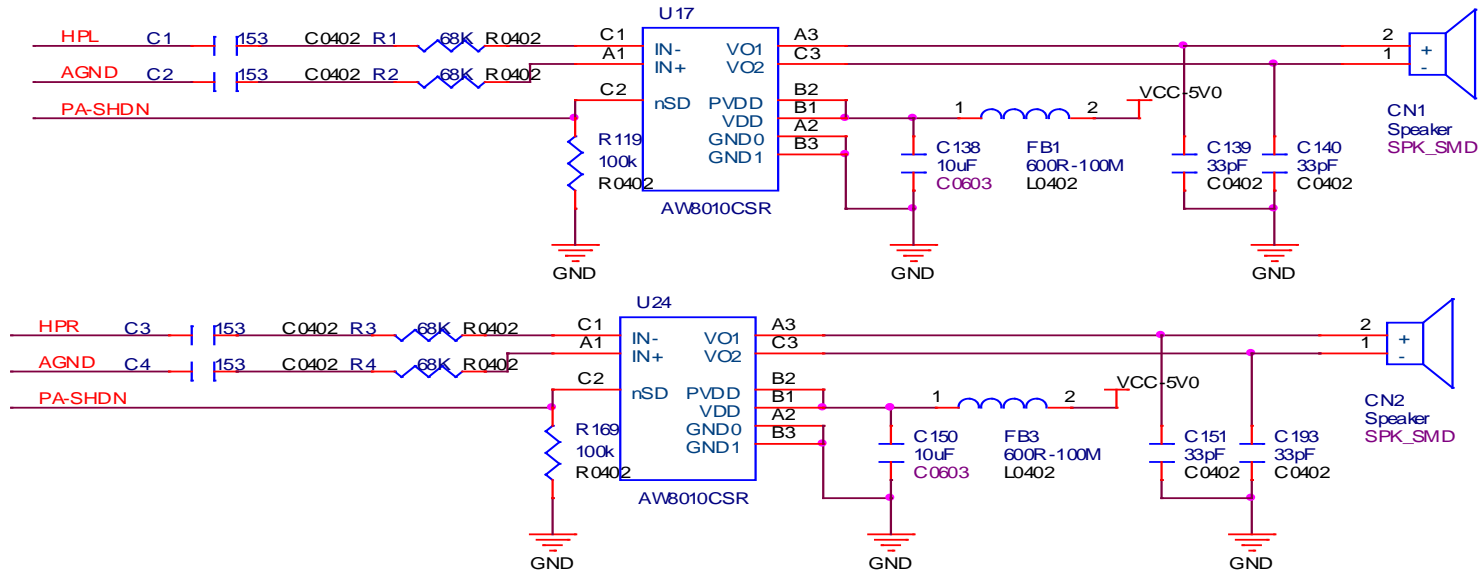 U17
HPL C1 153 C0402 R1 68K R0402 C1 IN- VO1 A3 2 +
AGND C2 153 C0402 R2 68K R0402 A1 IN+ VO2 C3 1 -
PA-SHDN C2 nSD PVDD B2 VCC-5V0
VDD B1 1 2
GND0 A2
GND1 B3
R119
100k
R0402
C138
10uF
C0603
FB1
600R-100M
L0402
C139
33pF
C0402
C140
33pF
C0402
CN1
Speaker
SPK_SMD
AW8010CSR
GND GND GND
U24
HPR C3 153 C0402 R3 68K R0402 C1 IN- VO1 A3 2 +
AGND C4 153 C0402 R4 68K R0402 A1 IN+ VO2 C3 1 -
PA-SHDN C2 nSD PVDD B2 VCC-5V0
VDD B1 1 2
GND0 A2
GND1 B3
R169
100k
R0402
C150
10uF
C0603
FB3
600R-100M
L0402
C151
33pF
C0402
C193
33pF
C0402
CN2
Speaker
SPK_SMD
AW8010CSR
GND GND GND